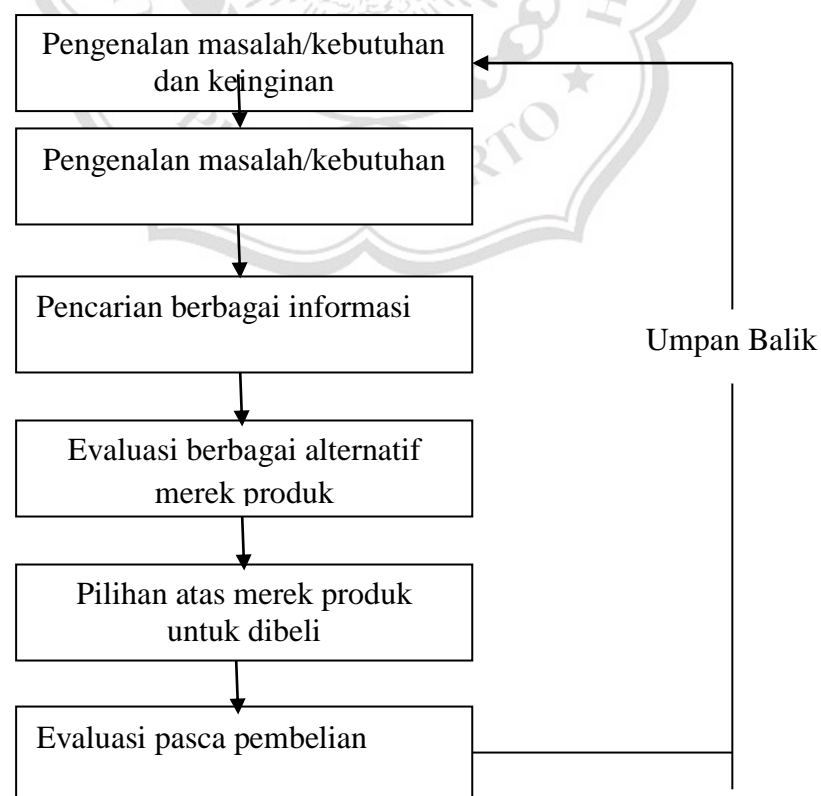 Pengenalan masalah/kebutuhan
dan keinginan
Pengenalan masalah/kebutuhan
Pencarian berbagai informasi
Umpan Balik
Evaluasi berbagai alternatif
merek produk
Pilihan atas merek produk
untuk dibeli
Evaluasi pasca pembelian